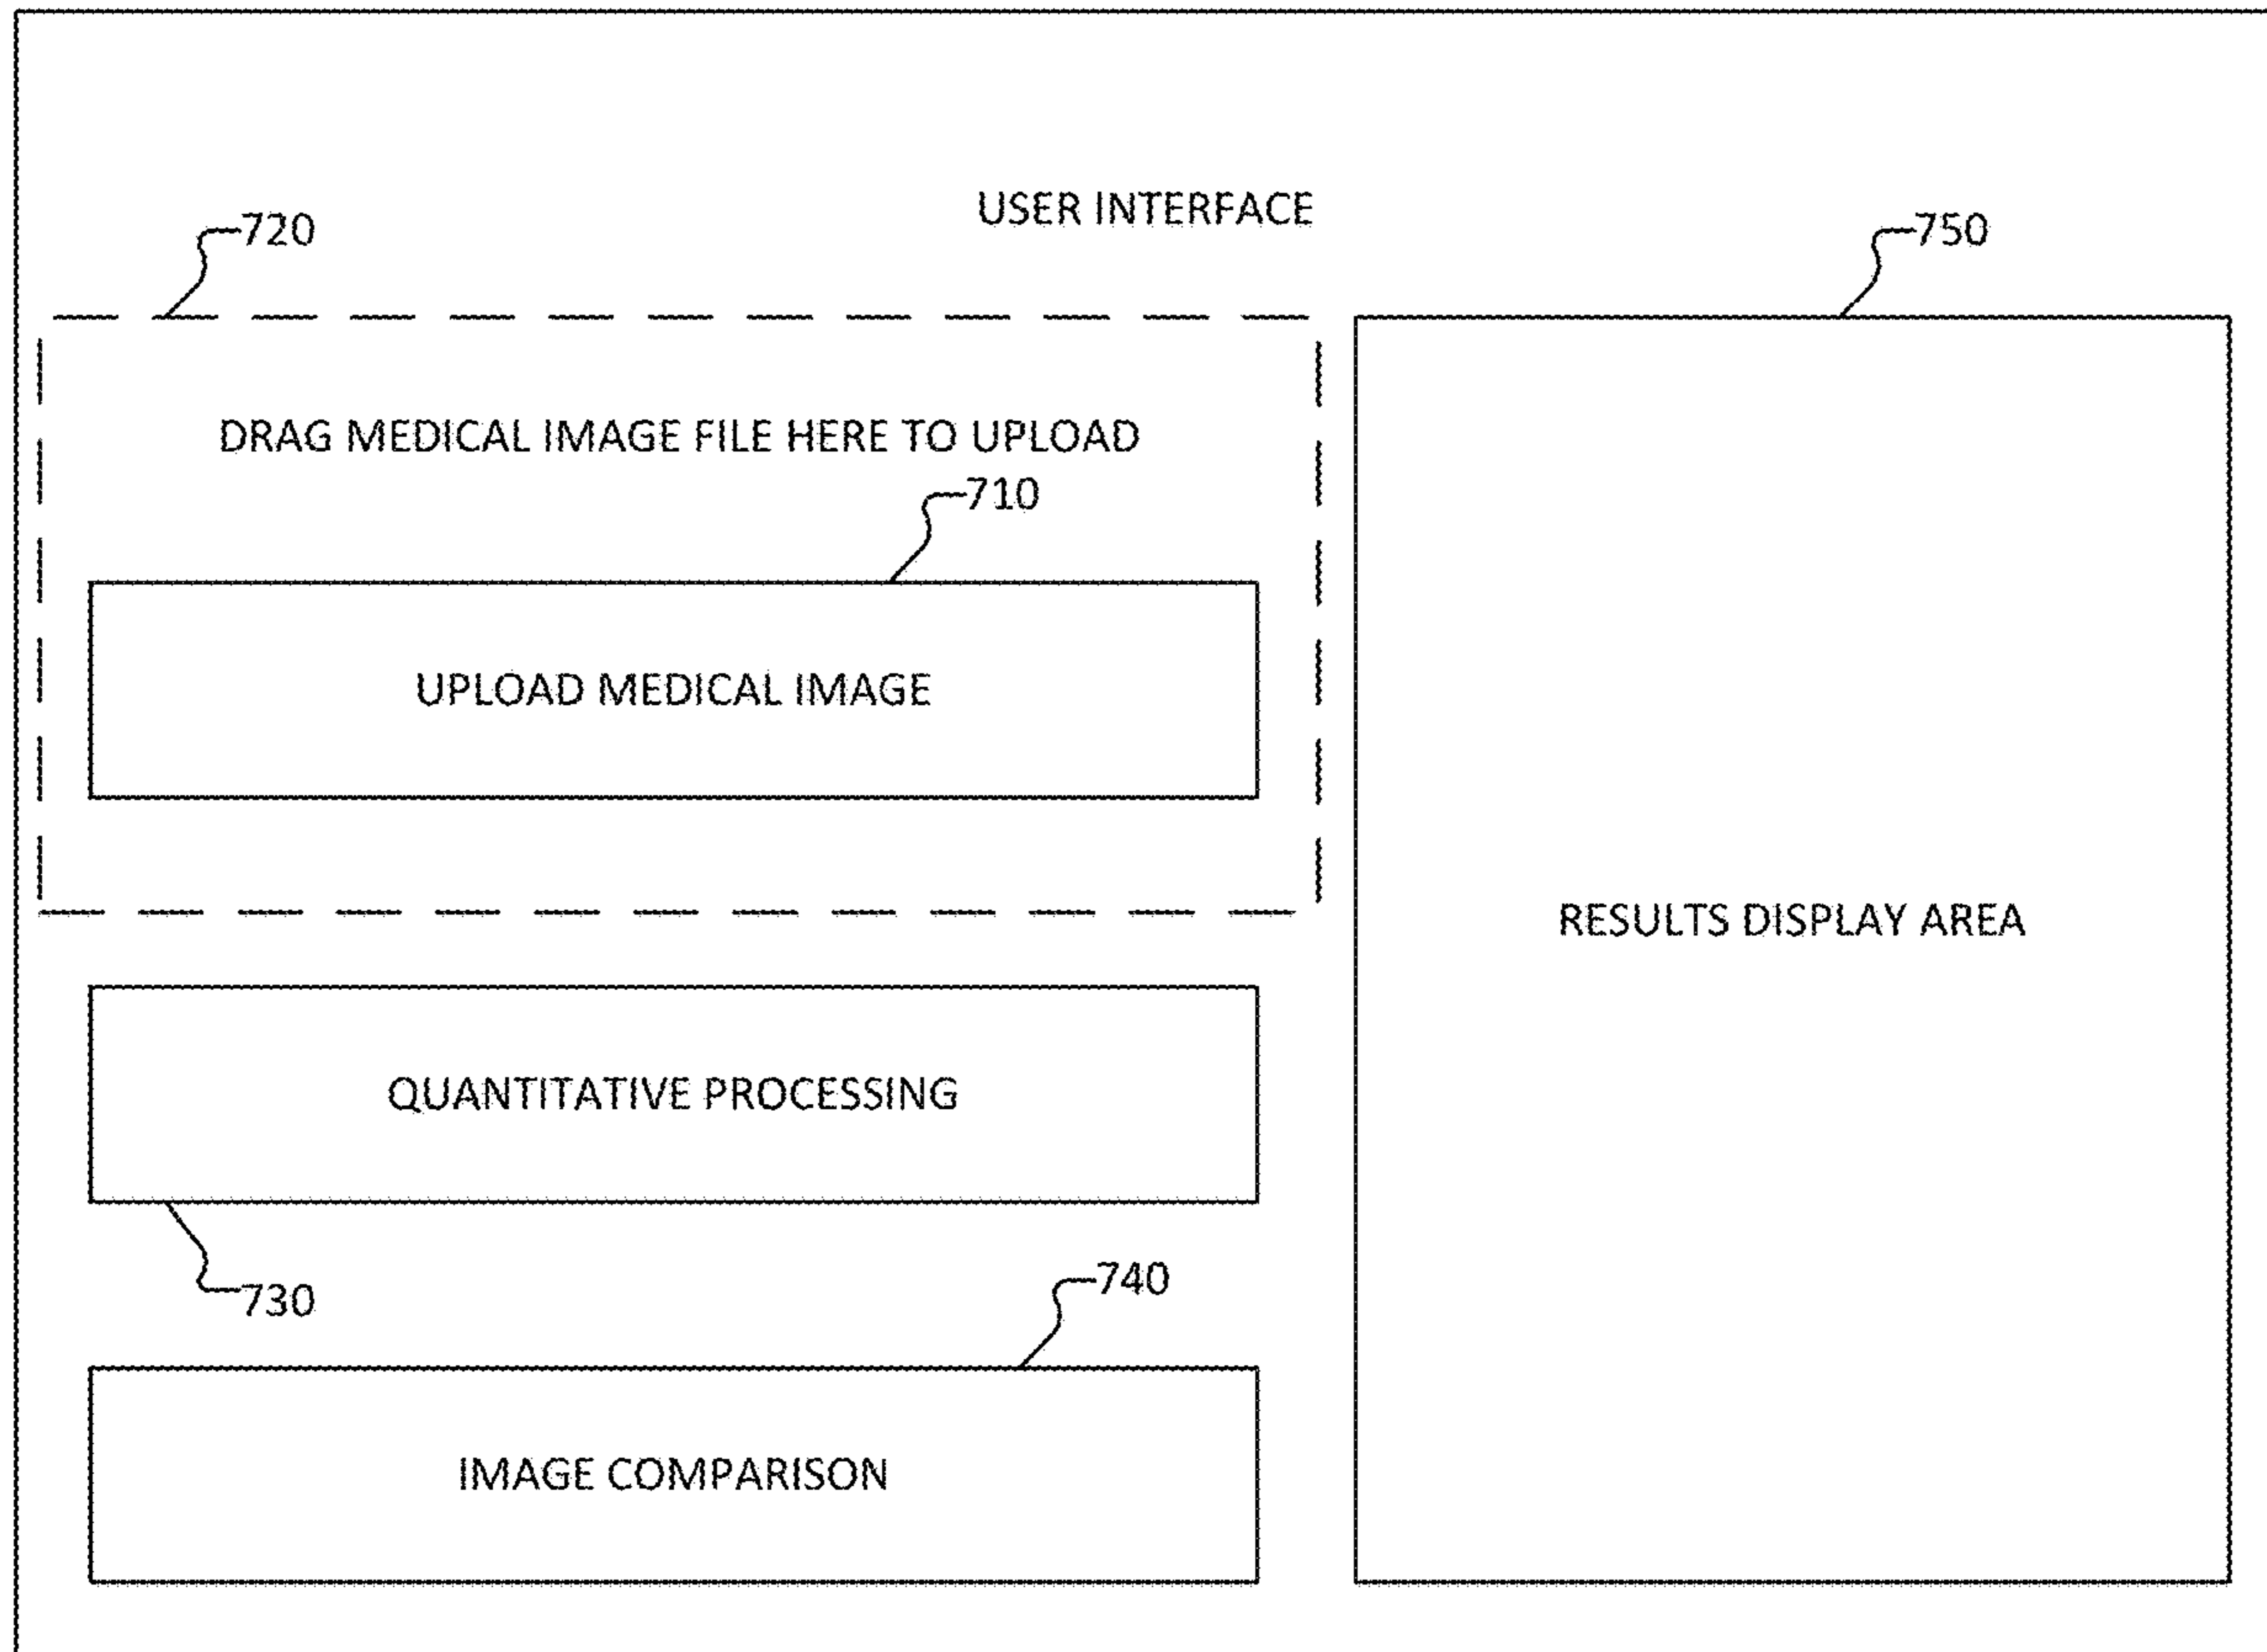 USER INTERFACE
720
750
DRAG MEDICAL IMAGE FILE HERE TO UPLOAD
710
UPLOAD MEDICAL IMAGE
RESULTS DISPLAY AREA
QUANTITATIVE PROCESSING
730
740
IMAGE COMPARISON